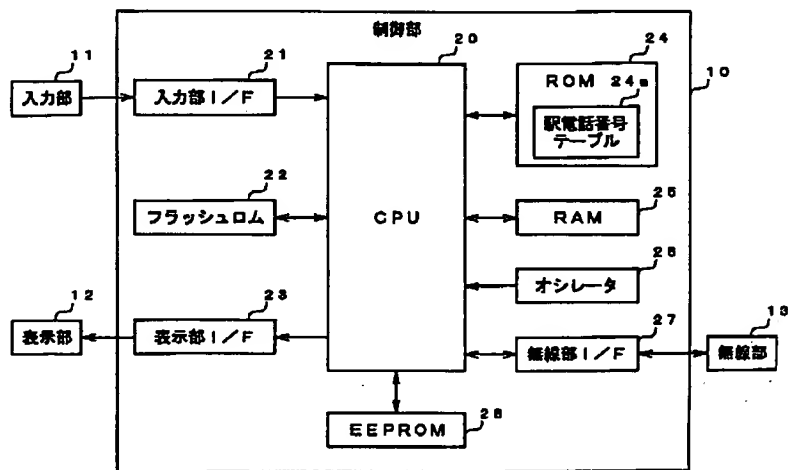 制御部
20
24
11
21
10
入力部
入力部I/F
ROM
24a
駅電話番号
テーブル
22
フラッシュロム
CPU
25
RAM
26
オシレータ
12
23
27
13
表示部
表示部I/F
無線部I/F
無線部
28
EEPROM